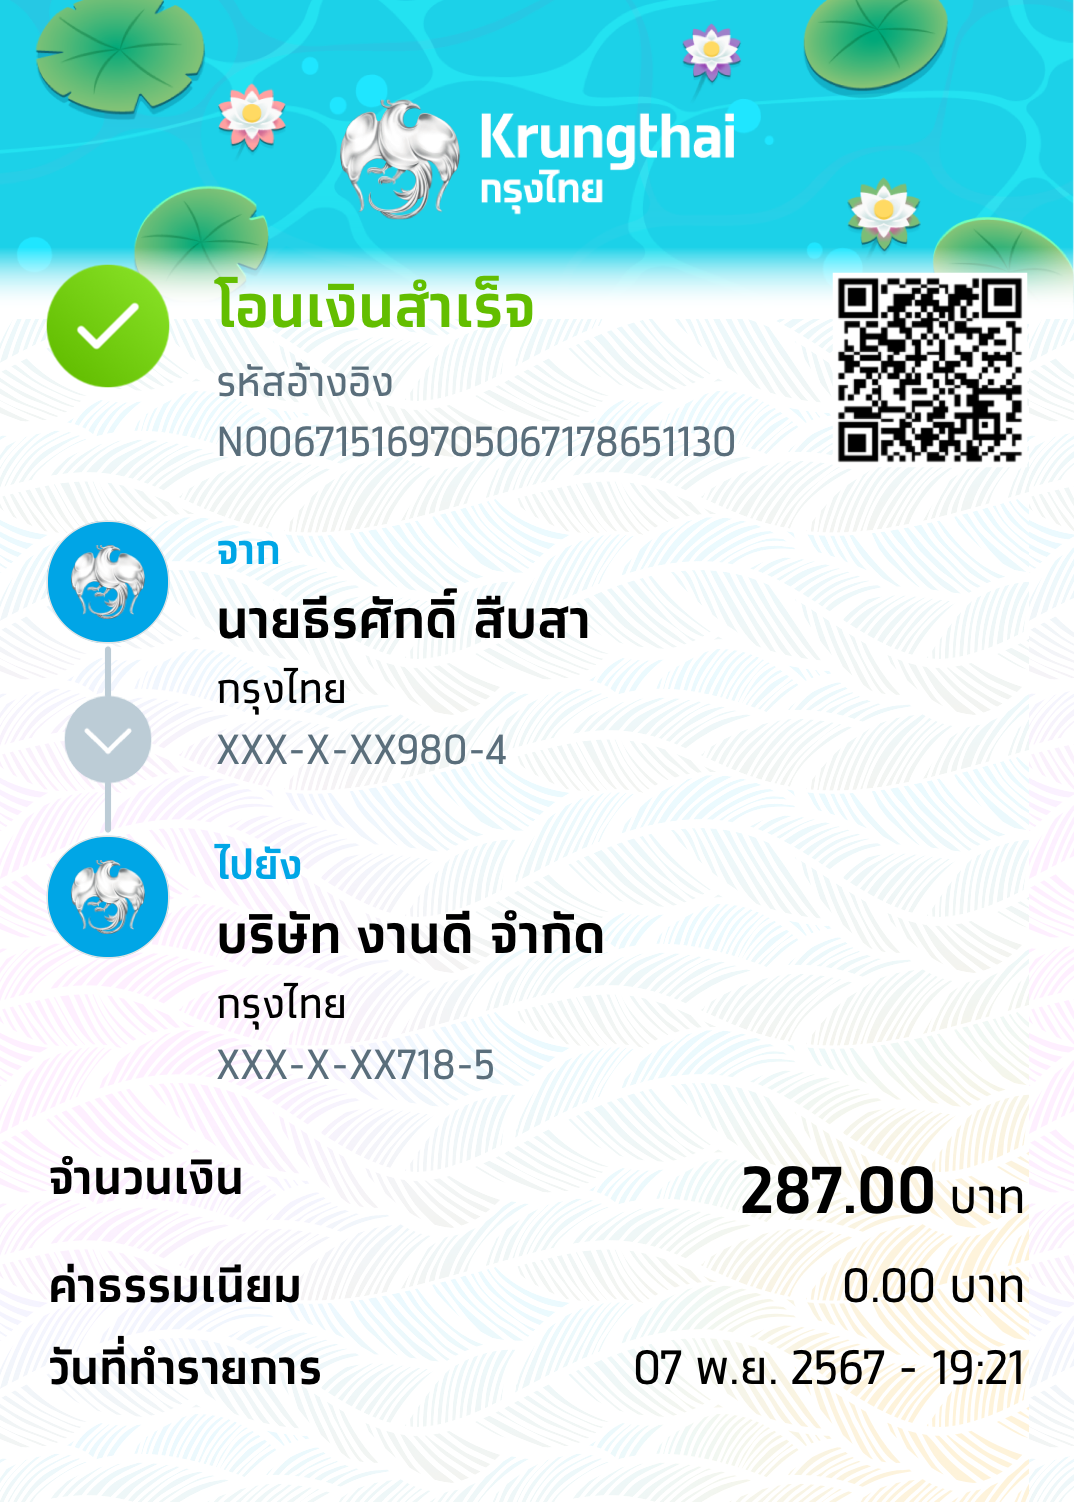 Krungthai
กรุงไทย
โอนเงินสำเร็จ
รหัสอ้างอิง
N006715169705067178651130
จาก
นายธีรศักดิ์ สืบสา
กรุงไทย
XXX-X-XX980-4
ไปยัง
บริษัท งานดี จำกัด
กรุงไทย
XXX-X-XX718-5
จำนวนเงิน 287.00 บาท
ค่าธรรมเนียม 0.00 บาท
วันที่ทำรายการ 07 พ.ย. 2567 - 19:21